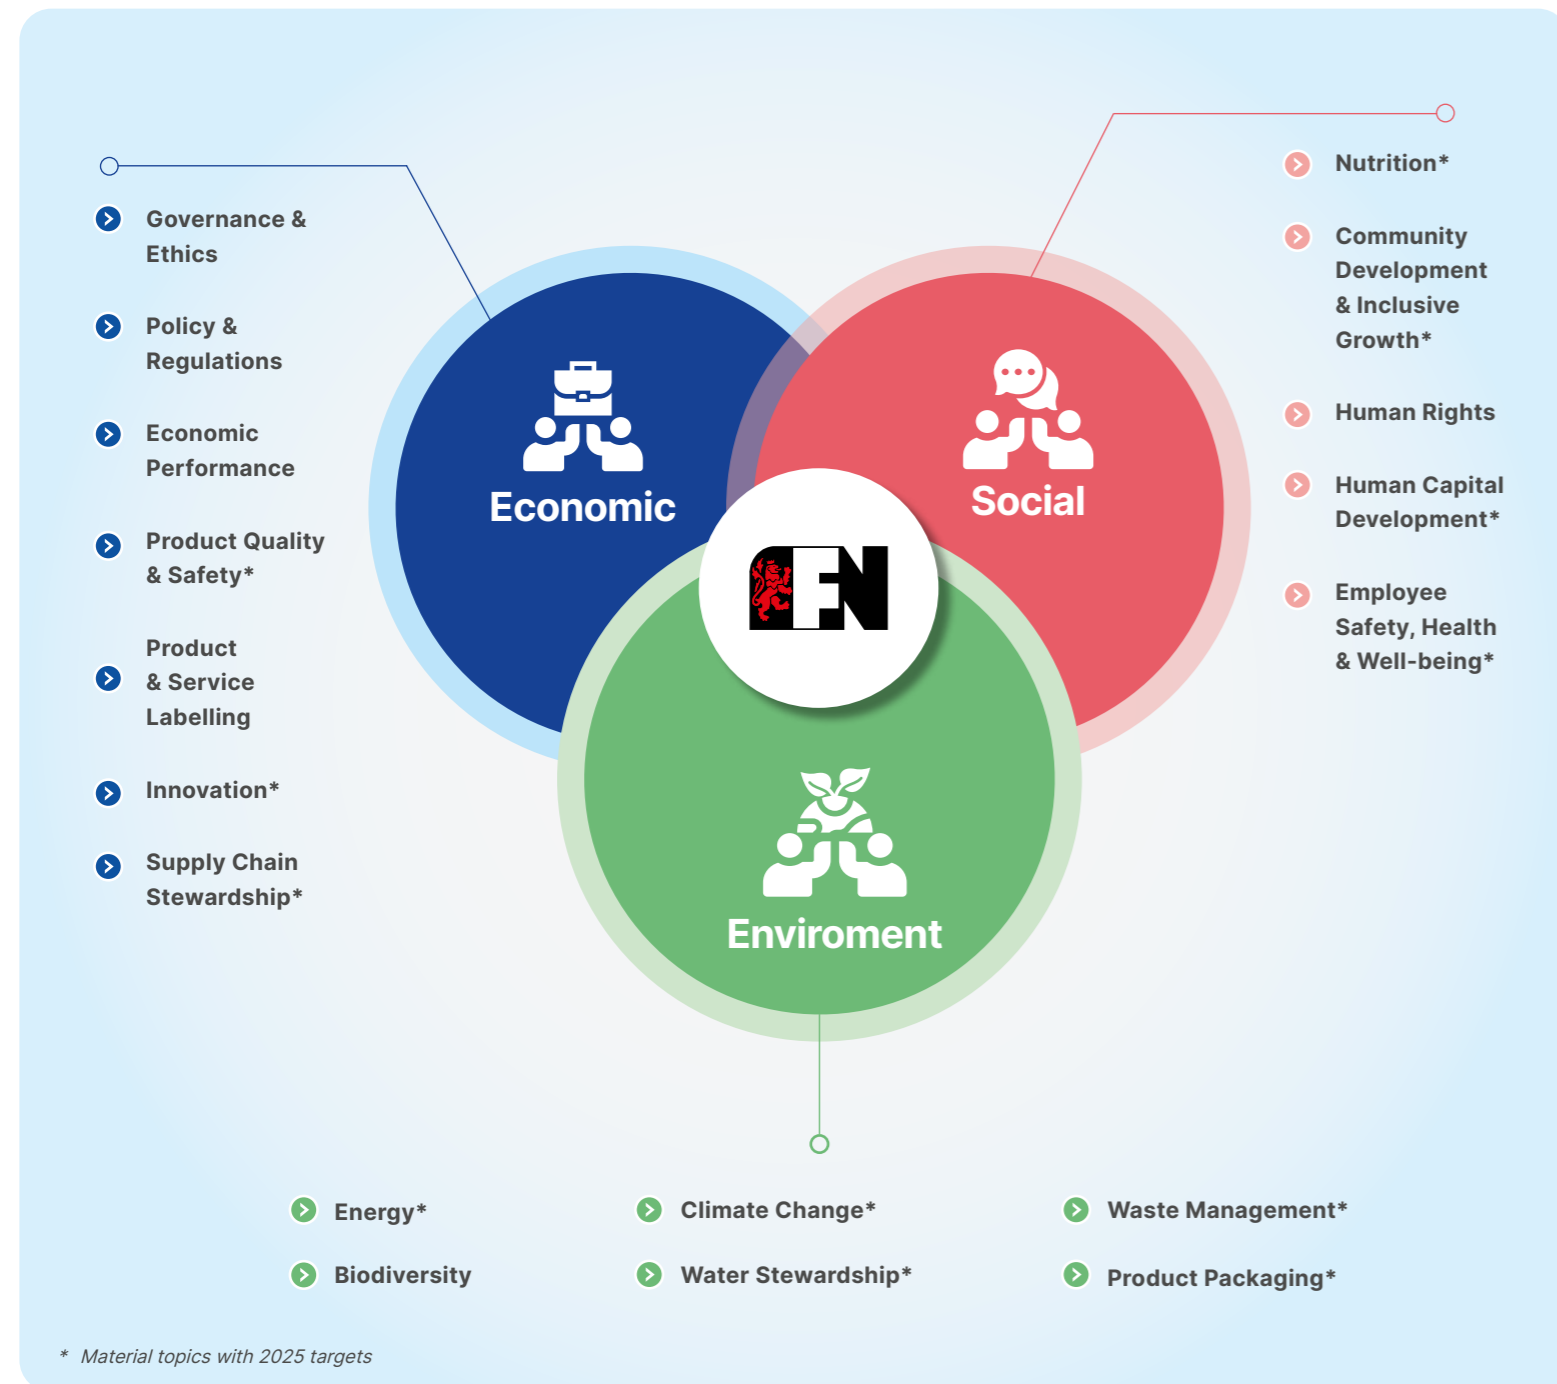 Governance &
Ethics
Policy &
Regulations
Economic
Performance
Product Quality
& Safety*
Product
& Service
Labelling
Innovation*
Supply Chain
Stewardship*
Economic
Social
FN
Enviroment
Nutrition*
Community
Development
& Inclusive
Growth*
Human Rights
Human Capital
Development*
Employee
Safety, Health
& Well-being*
Energy*
Climate Change*
Waste Management*
Biodiversity
Water Stewardship*
Product Packaging*
* Material topics with 2025 targets